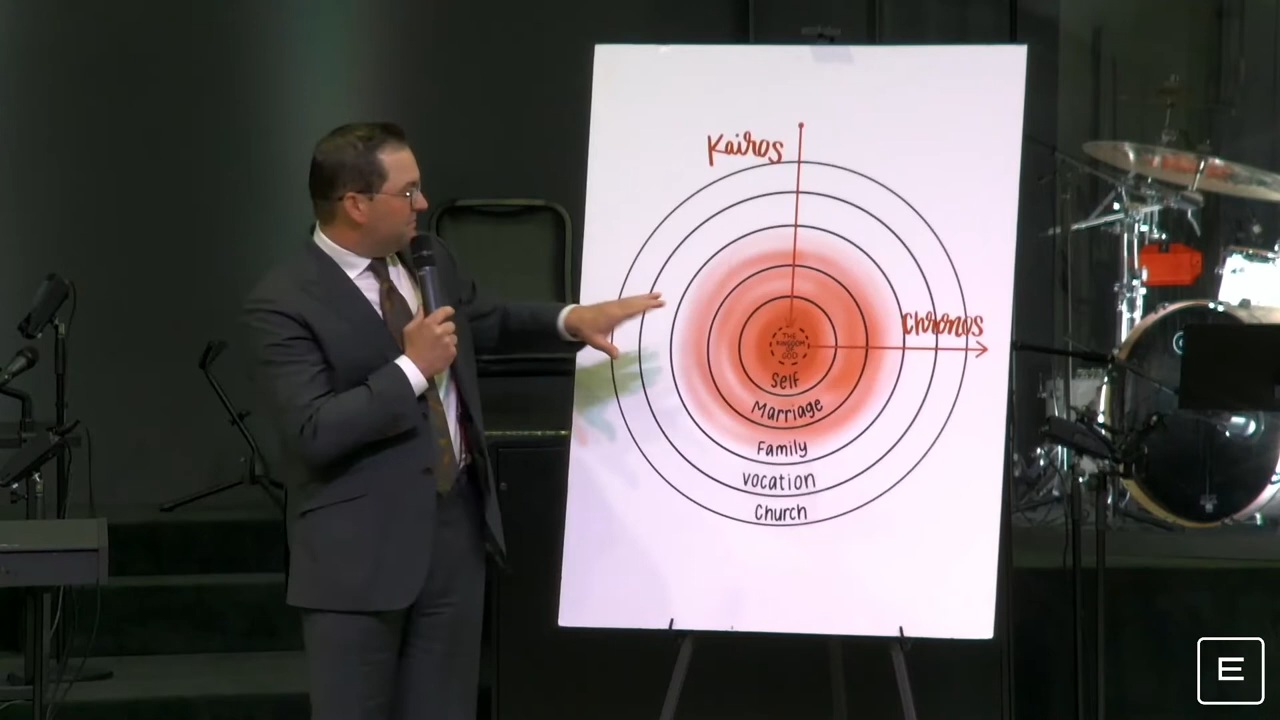 Kairos
Chronos
THE
KINGDOM
OF
GOD
Self
Marriage
Family
vocation
Church
E